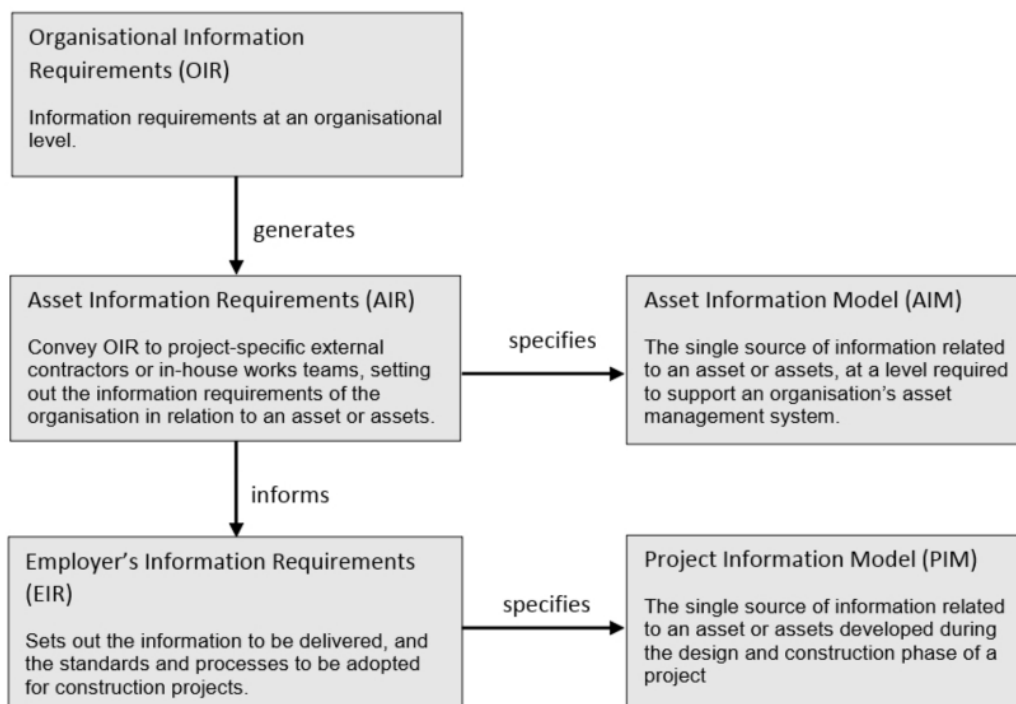 Organisational Information
Requirements (OIR)
Information requirements at an organisational
level.
generates
Asset Information Requirements (AIR)
Convey OIR to project-specific external
contractors or in-house works teams, setting
out the information requirements of the
organisation in relation to an asset or assets.
specifies
Asset Information Model (AIM)
The single source of information related
to an asset or assets, at a level required
to support an organisation’s asset
management system.
informs
Employer’s Information Requirements
(EIR)
Sets out the information to be delivered, and
the standards and processes to be adopted
for construction projects.
specifies
Project Information Model (PIM)
The single source of information related
to an asset or assets developed during
the design and construction phase of a
project